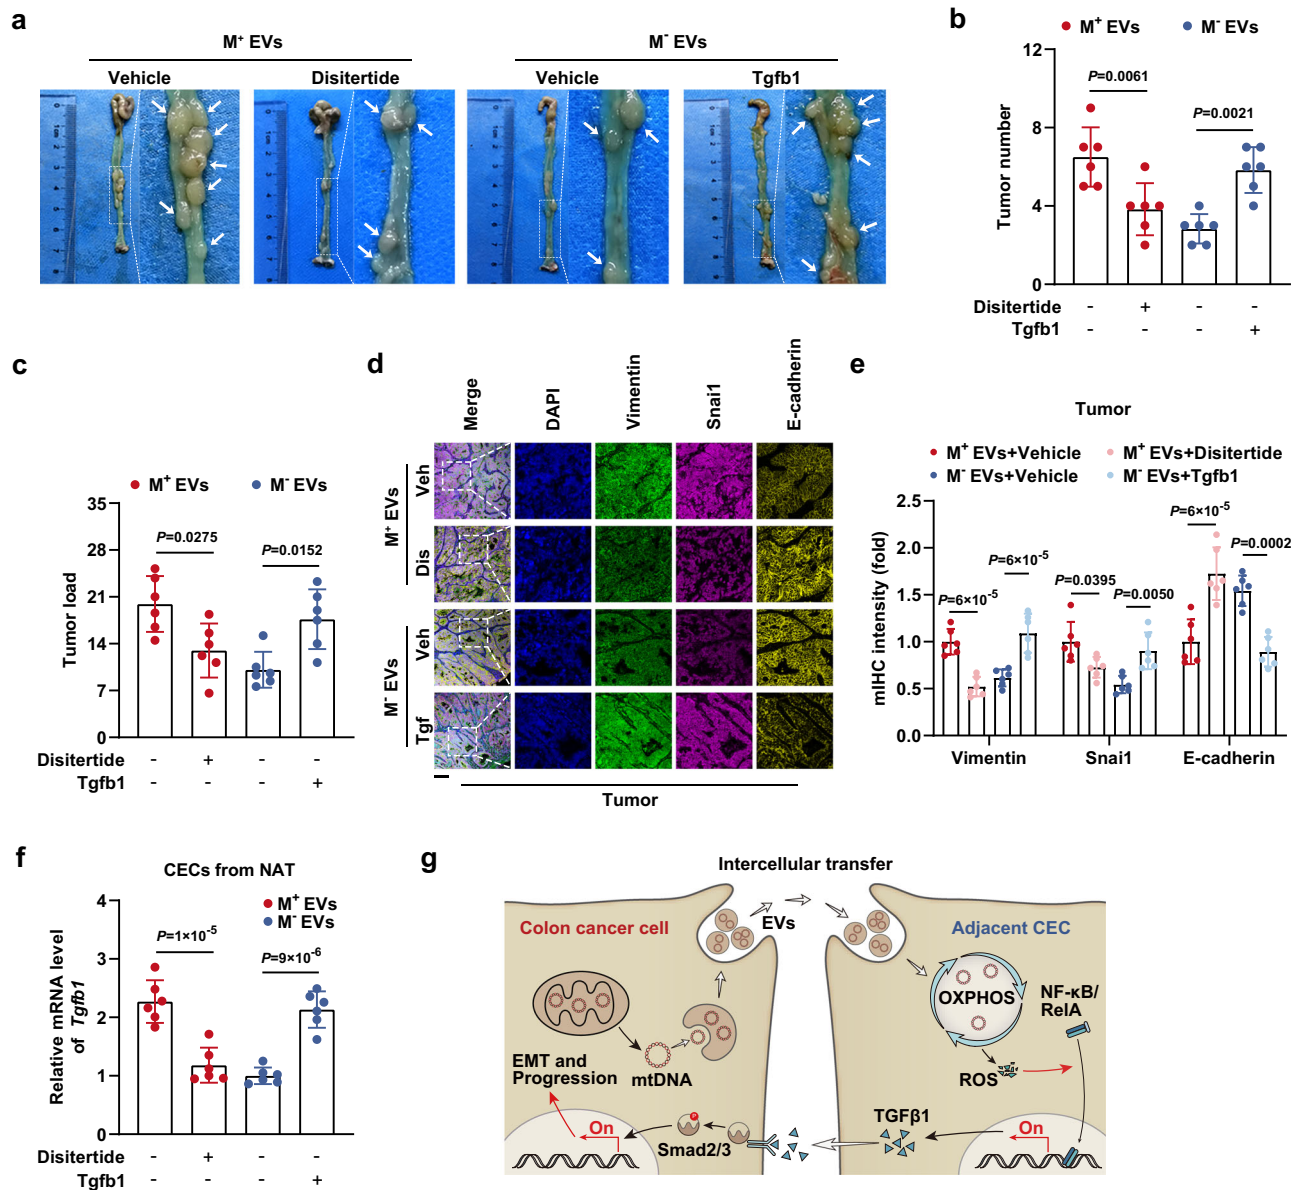 a
M⁺ EVs
M⁻ EVs
Vehicle
Disitertide
Vehicle
Tgfb1
b
M⁺ EVs
M⁻ EVs
P=0.0061
P=0.0021
Tumor number
12
8
4
0
Disitertide - + - -
Tgfb1 - - - +
c
M⁺ EVs
M⁻ EVs
P=0.0275
P=0.0152
Tumor load
35
28
21
14
7
0
Disitertide - + - -
Tgfb1 - - - +
d
Merge
DAPI
Vimentin
Snai1
E-cadherin
M⁺ EVs
Veh
Dis
M⁻ EVs
Veh
Tgf
Tumor
e
Tumor
M⁺ EVs+Vehicle
M⁺ EVs+Disitertide
M⁻ EVs+Vehicle
M⁻ EVs+Tgfb1
mIHC intensity (fold)
2.5
2.0
1.5
1.0
0.5
0.0
P=6×10⁻⁵
P=6×10⁻⁵
P=0.0395
P=0.0050
P=6×10⁻⁵
P=0.0002
Vimentin
Snai1
E-cadherin
f
CECs from NAT
M⁺ EVs
M⁻ EVs
P=1×10⁻⁵
P=9×10⁻⁶
Relative mRNA level
of Tgfb1
4
3
2
1
0
Disitertide - + - -
Tgfb1 - - - +
g
Intercellular transfer
Colon cancer cell
EVs
Adjacent CEC
OXPHOS
NF-κB/
RelA
mtDNA
ROS
EMT and
Progression
On
P
Smad2/3
TGFβ1
On